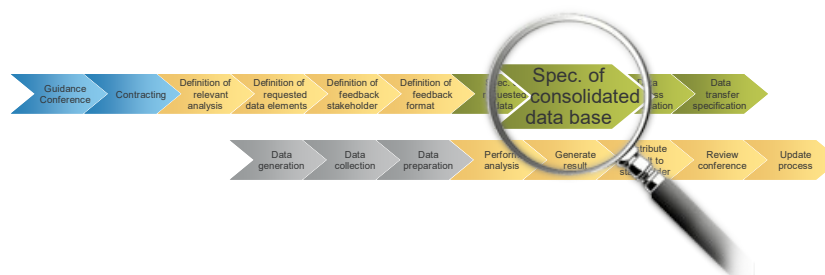 Guidance
Conference
Contracting
Definition of
relevant
analysis
Definition of
requested
data elements
Definition of
feedback
stakeholder
Definition of
feedback
format
Spec. of
consolidated
data base
Data
transfer
specification
Data
generation
Data
collection
Data
preparation
Perform
analysis
Generate
result
Review
conference
Update
process